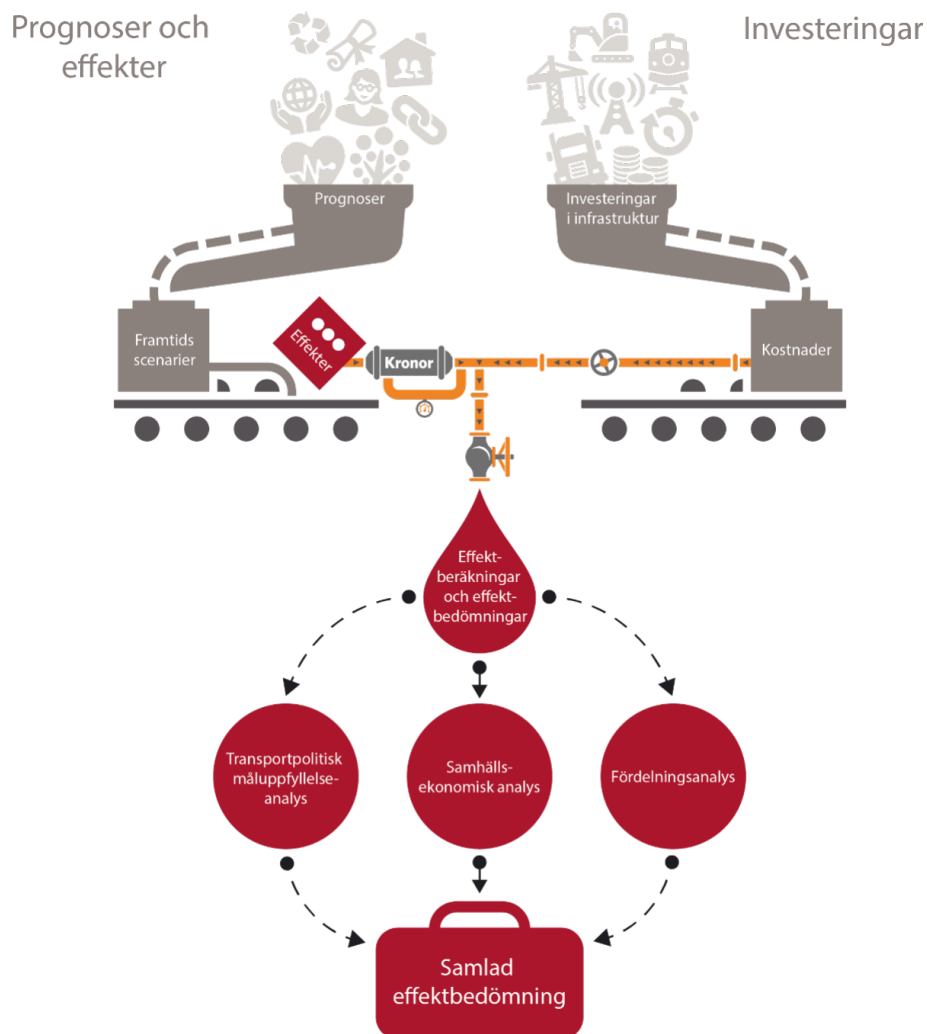 Prognoser och
effekter
Investeringar
Prognoser
Investeringar
i infrastruktur
Framtids
scenarier
Effekter
Kronor
Kostnader
Effekt-
beräkningar
och effekt-
bedömningar
Transportpolitisk
måluppfyllelse-
analys
Samhälls-
ekonomisk analys
Fördelningsanalys
Samlad
effektbedömning